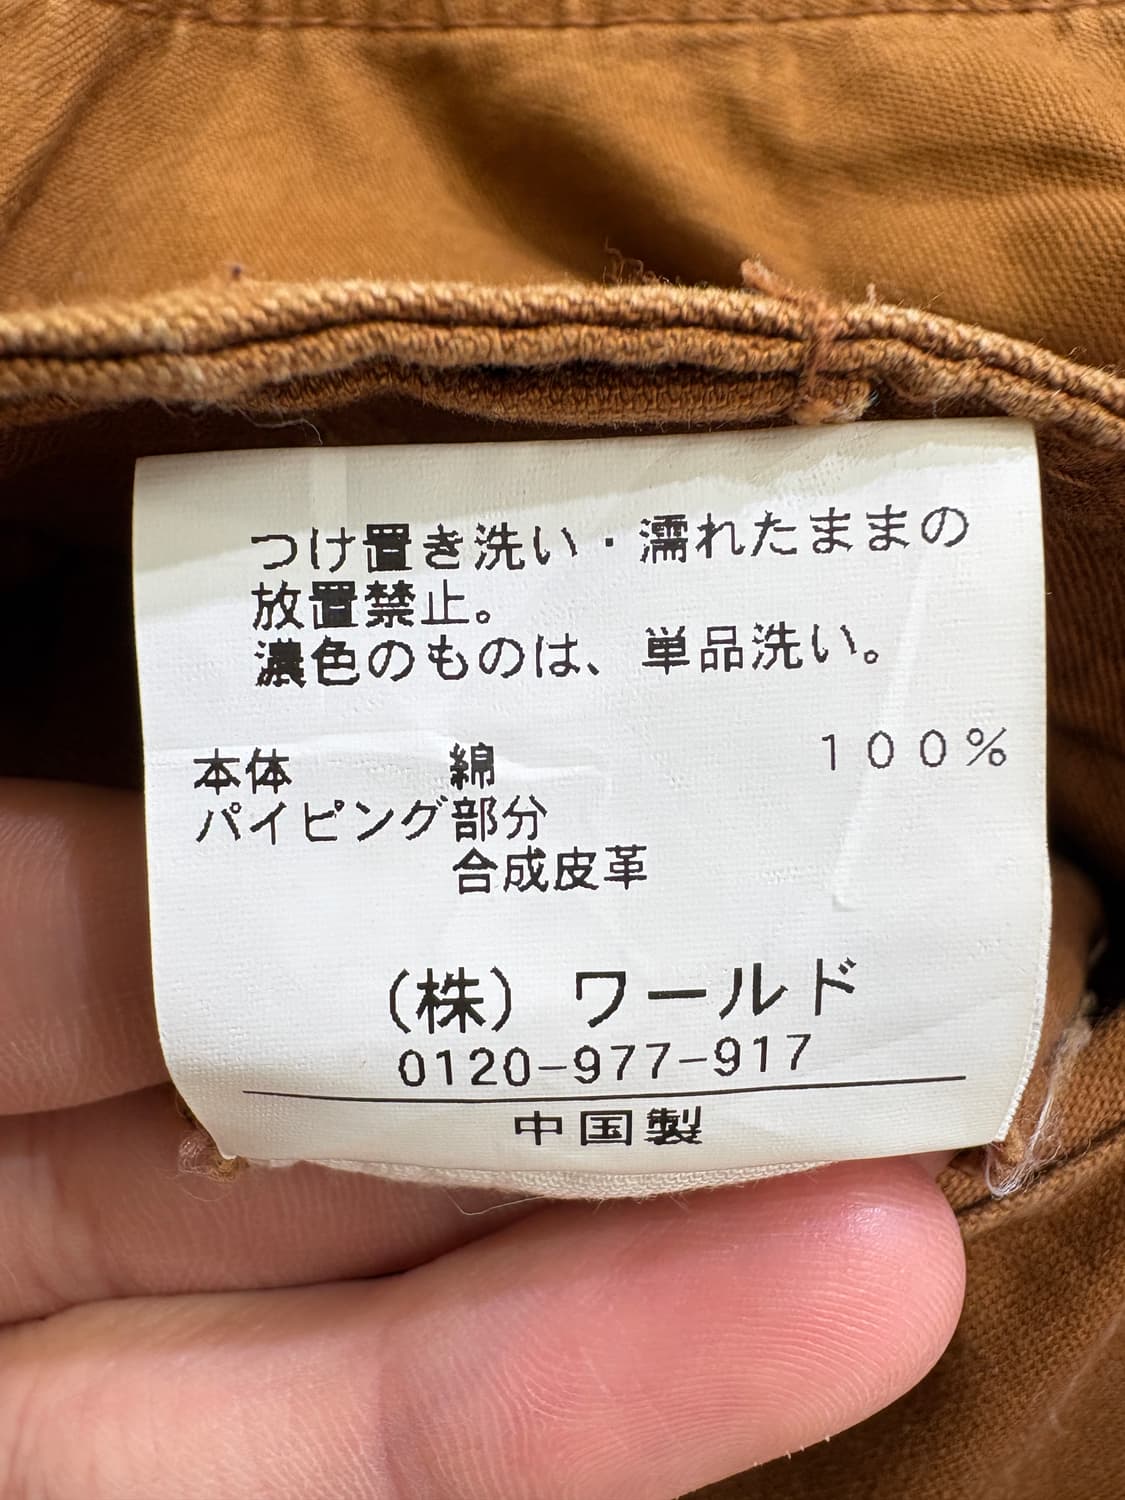 つけ置き洗い・濡れたままの
放置禁止。
濃色のものは、単品洗い。
本体　綿　１００％
パイピング部分
合成皮革
（株）ワールド
0120-977-917
中国製